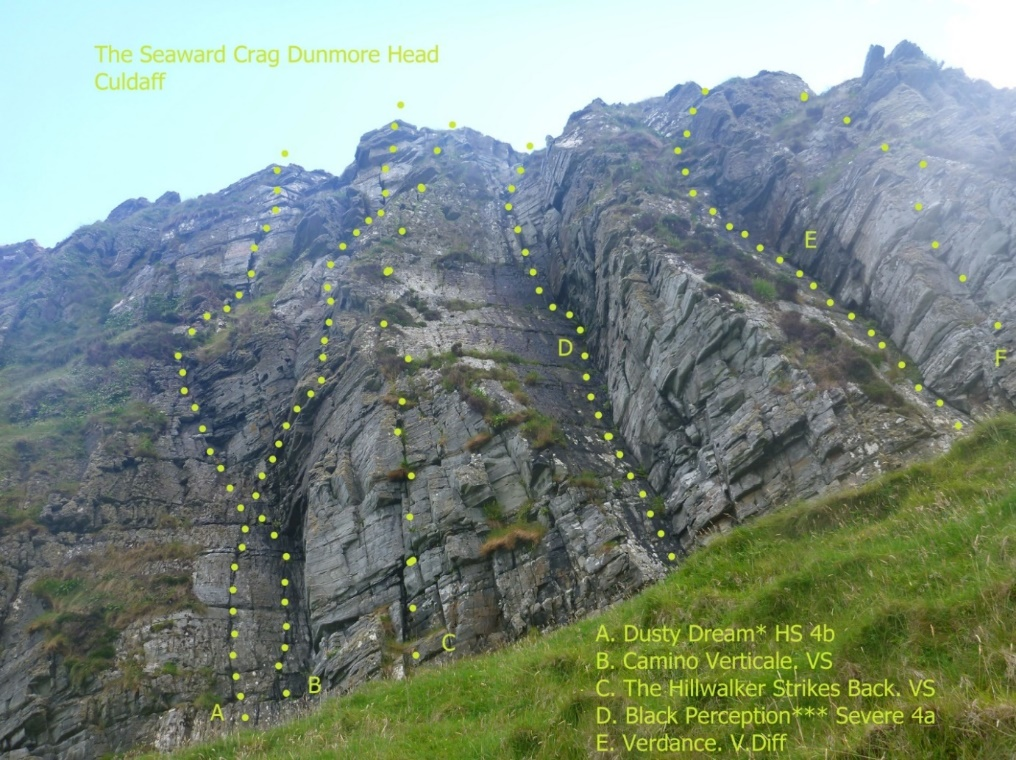 The Seaward Crag Dunmore Head
Culdaff
E
F
D
C
B
A
A. Dusty Dream* HS 4b
B. Camino Verticale. VS
C. The Hillwalker Strikes Back. VS
D. Black Perception*** Severe 4a
E. Verdance. V.Diff